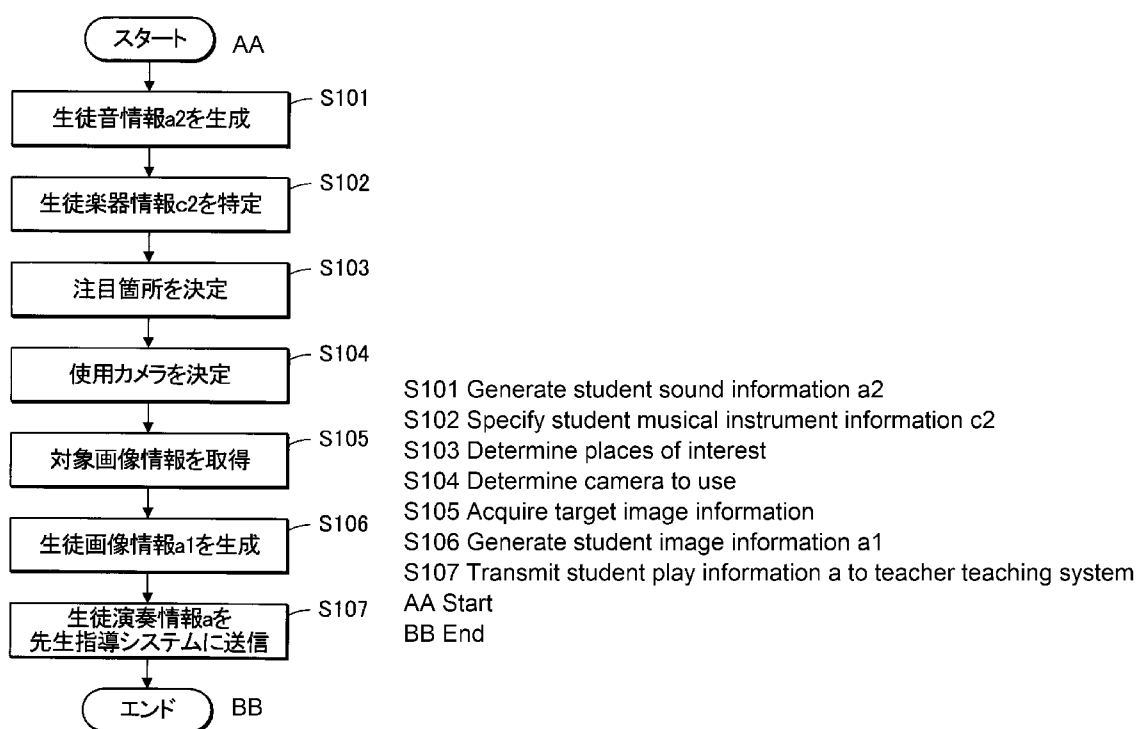 スタート AA
生徒音情報a2を生成 S101
生徒楽器情報c2を特定 S102
注目箇所を決定 S103
使用カメラを決定 S104
対象画像情報を取得 S105
生徒画像情報a1を生成 S106
生徒演奏情報aを
先生指導システムに送信 S107
エンド BB
S101 Generate student sound information a2
S102 Specify student musical instrument information c2
S103 Determine places of interest
S104 Determine camera to use
S105 Acquire target image information
S106 Generate student image information a1
S107 Transmit student play information a to teacher teaching system
AA Start
BB End